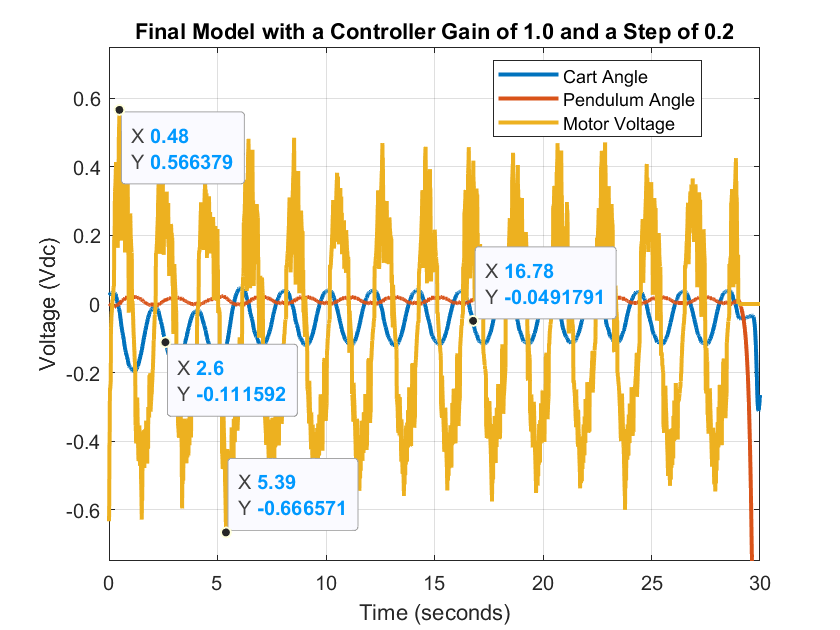 Final Model with a Controller Gain of 1.0 and a Step of 0.2
Cart Angle
Pendulum Angle
Motor Voltage
X 0.48
Y 0.566379
X 16.78
Y -0.0491791
X 2.6
Y -0.111592
X 5.39
Y -0.666571
Voltage (Vdc)
0.6
0.4
0.2
0
-0.2
-0.4
-0.6
0
5
10
15
20
25
30
Time (seconds)